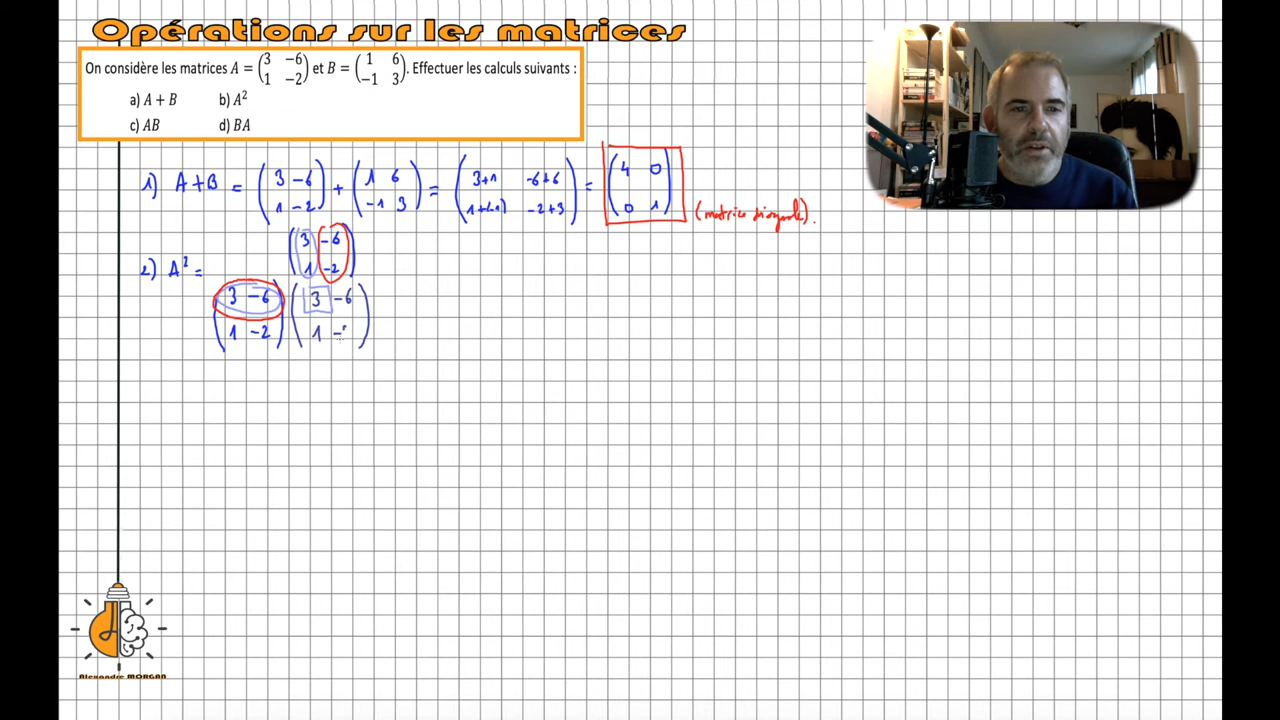 Opérations sur les matrices
On considère les matrices A = (3 −6 1 −2) et B = (1 6 −1 3). Effectuer les calculs suivants :
a) A + B b) A²
c) AB d) BA
1) A+B = (3 −6 1 −2) + (1 6 −1 3) = (3+1 −6+6 1+(−1) −2+3) = (4 0 0 1)
(matrice diagonale).
(3 −6 1 −2)
2) A² =
(3 −6 1 −2) (3 −6 1 −
Alexandre MORGAN